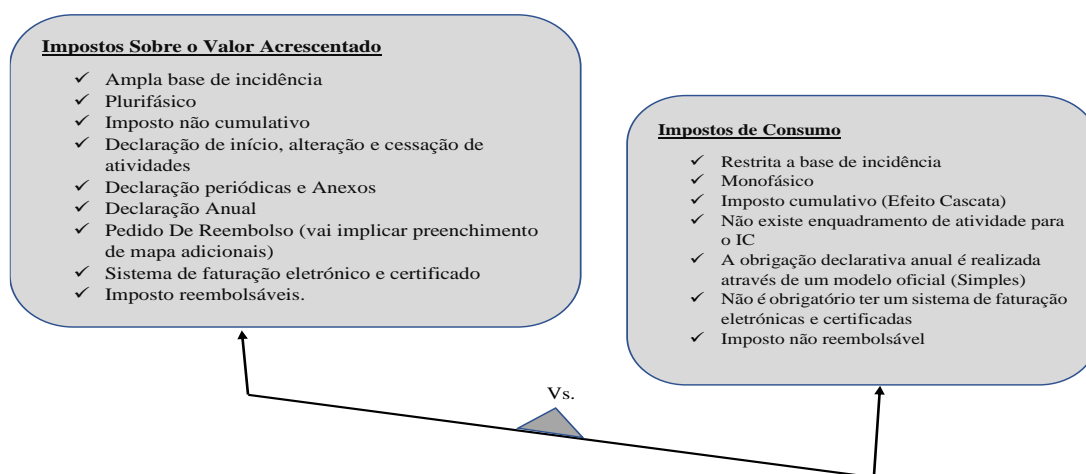 Impostos Sobre o Valor Acrescentado
✓ Ampla base de incidência
✓ Plurifásico
✓ Imposto não cumulativo
✓ Declaração de início, alteração e cessação de
atividades
✓ Declaração periódicas e Anexos
✓ Declaração Anual
✓ Pedido De Reembolso (vai implicar preenchimento
de mapa adicionais)
✓ Sistema de faturação eletrónico e certificado
✓ Imposto reembolsáveis.
Impostos de Consumo
✓ Restrita a base de incidência
✓ Monofásico
✓ Imposto cumulativo (Efeito Cascata)
✓ Não existe enquadramento de atividade para
o IC
✓ A obrigação declarativa anual é realizada
através de um modelo oficial (Simples)
✓ Não é obrigatório ter um sistema de faturação
eletrónicas e certificadas
✓ Imposto não reembolsável
Vs.